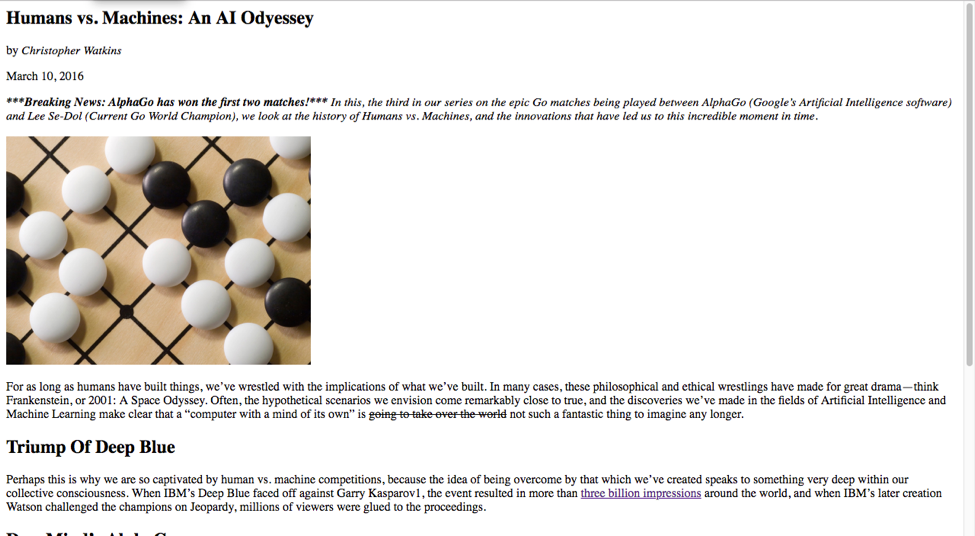 Humans vs. Machines: An AI Odyssey
by Christopher Watkins
March 10, 2016
***Breaking News: AlphaGo has won the first two matches!*** In this, the third in our series on the epic Go matches being played between AlphaGo (Google's Artificial Intelligence software)
and Lee Se-Dol (Current Go World Champion), we look at the history of Humans vs. Machines, and the innovations that have led us to this incredible moment in time.
For as long as humans have built things, we've wrestled with the implications of what we've built. In many cases, these philosophical and ethical wrestlings have made for great drama—think
Frankenstein, or 2001: A Space Odyssey. Often, the hypothetical scenarios we envision come remarkably close to true, and the discoveries we've made in the fields of Artificial Intelligence and
Machine Learning make clear that a “computer with a mind of its own” is going to take over the world not such a fantastic thing to imagine any longer.
Triump Of Deep Blue
Perhaps this is why we are so captivated by human vs. machine competitions, because the idea of being overcome by that which we've created speaks to something very deep within our
collective consciousness. When IBM's Deep Blue faced off against Garry Kasparov1, the event resulted in more than three billion impressions around the world, and when IBM's later creation
Watson challenged the champions on Jeopardy, millions of viewers were glued to the proceedings.